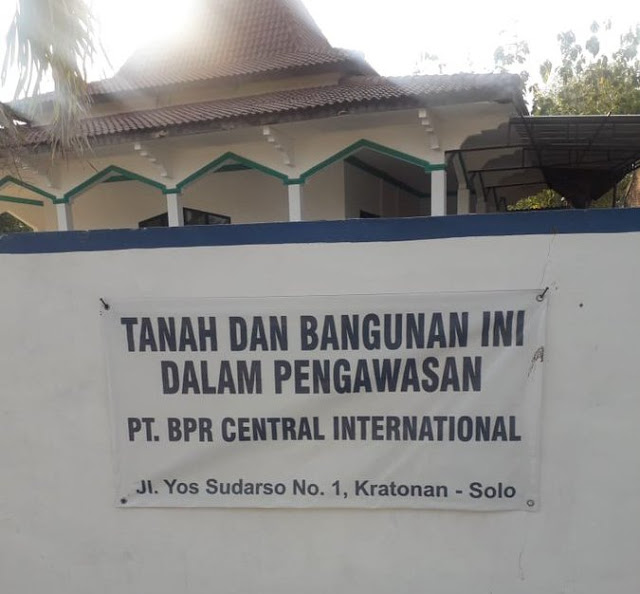 TANAH DAN BANGUNAN INI
DALAM PENGAWASAN
PT. BPR CENTRAL INTERNATIONAL
Jl. Yos Sudarso No. 1, Kratonan - Solo